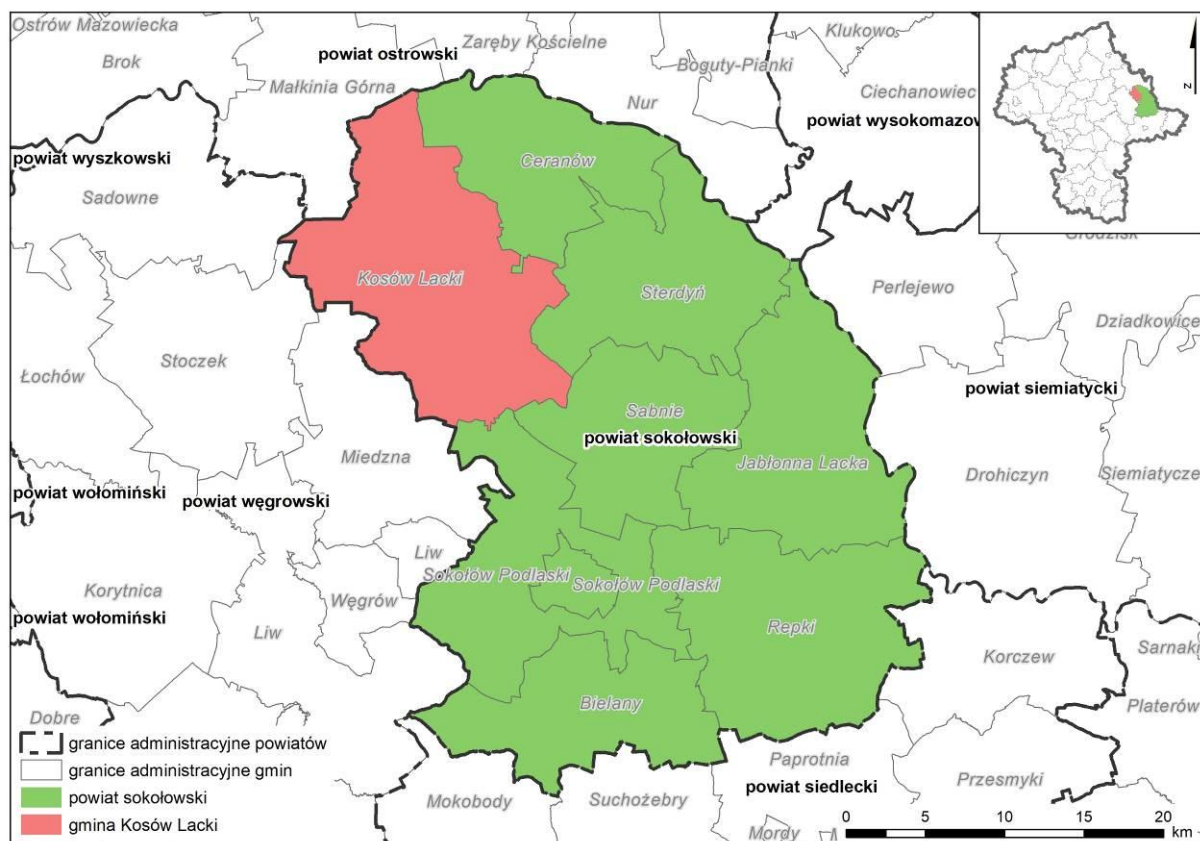 Ostrów Mazowiecka
Brok
powiat ostrowski
Zaręby Kościelne
Klukowo
Boguty-Pianki
Małkinia Górna
Nur
Ciechanowiec
powiat wysokomazow
z
powiat wyszkowski
Sadowne
Ceranów
Grodzisk
Kosów Lacki
Sterdyń
Perlejewo
Dziadkowice
Stoczek
Łochów
powiat siemiatycki
Sabnie
powiat sokołowski
Miedzna
Jabłonna Lacka
Drohiczyn
Siemiatycze
powiat wołomiński
powiat węgrowski
Liw
Sokołów Podlaski
Sokołów Podlaski
Korytnica
Węgrów
powiat wołomiński
Liw
Repki
Korczew
Sarnaki
Bielany
Platerów
Dobre
granice administracyjne powiatów
granice administracyjne gmin
powiat sokołowski
gmina Kosów Lacki
Paprotnia
powiat siedlecki
Przesmyki
Mokobody
Suchożebry
Mordy
0 5 10 15 20
km